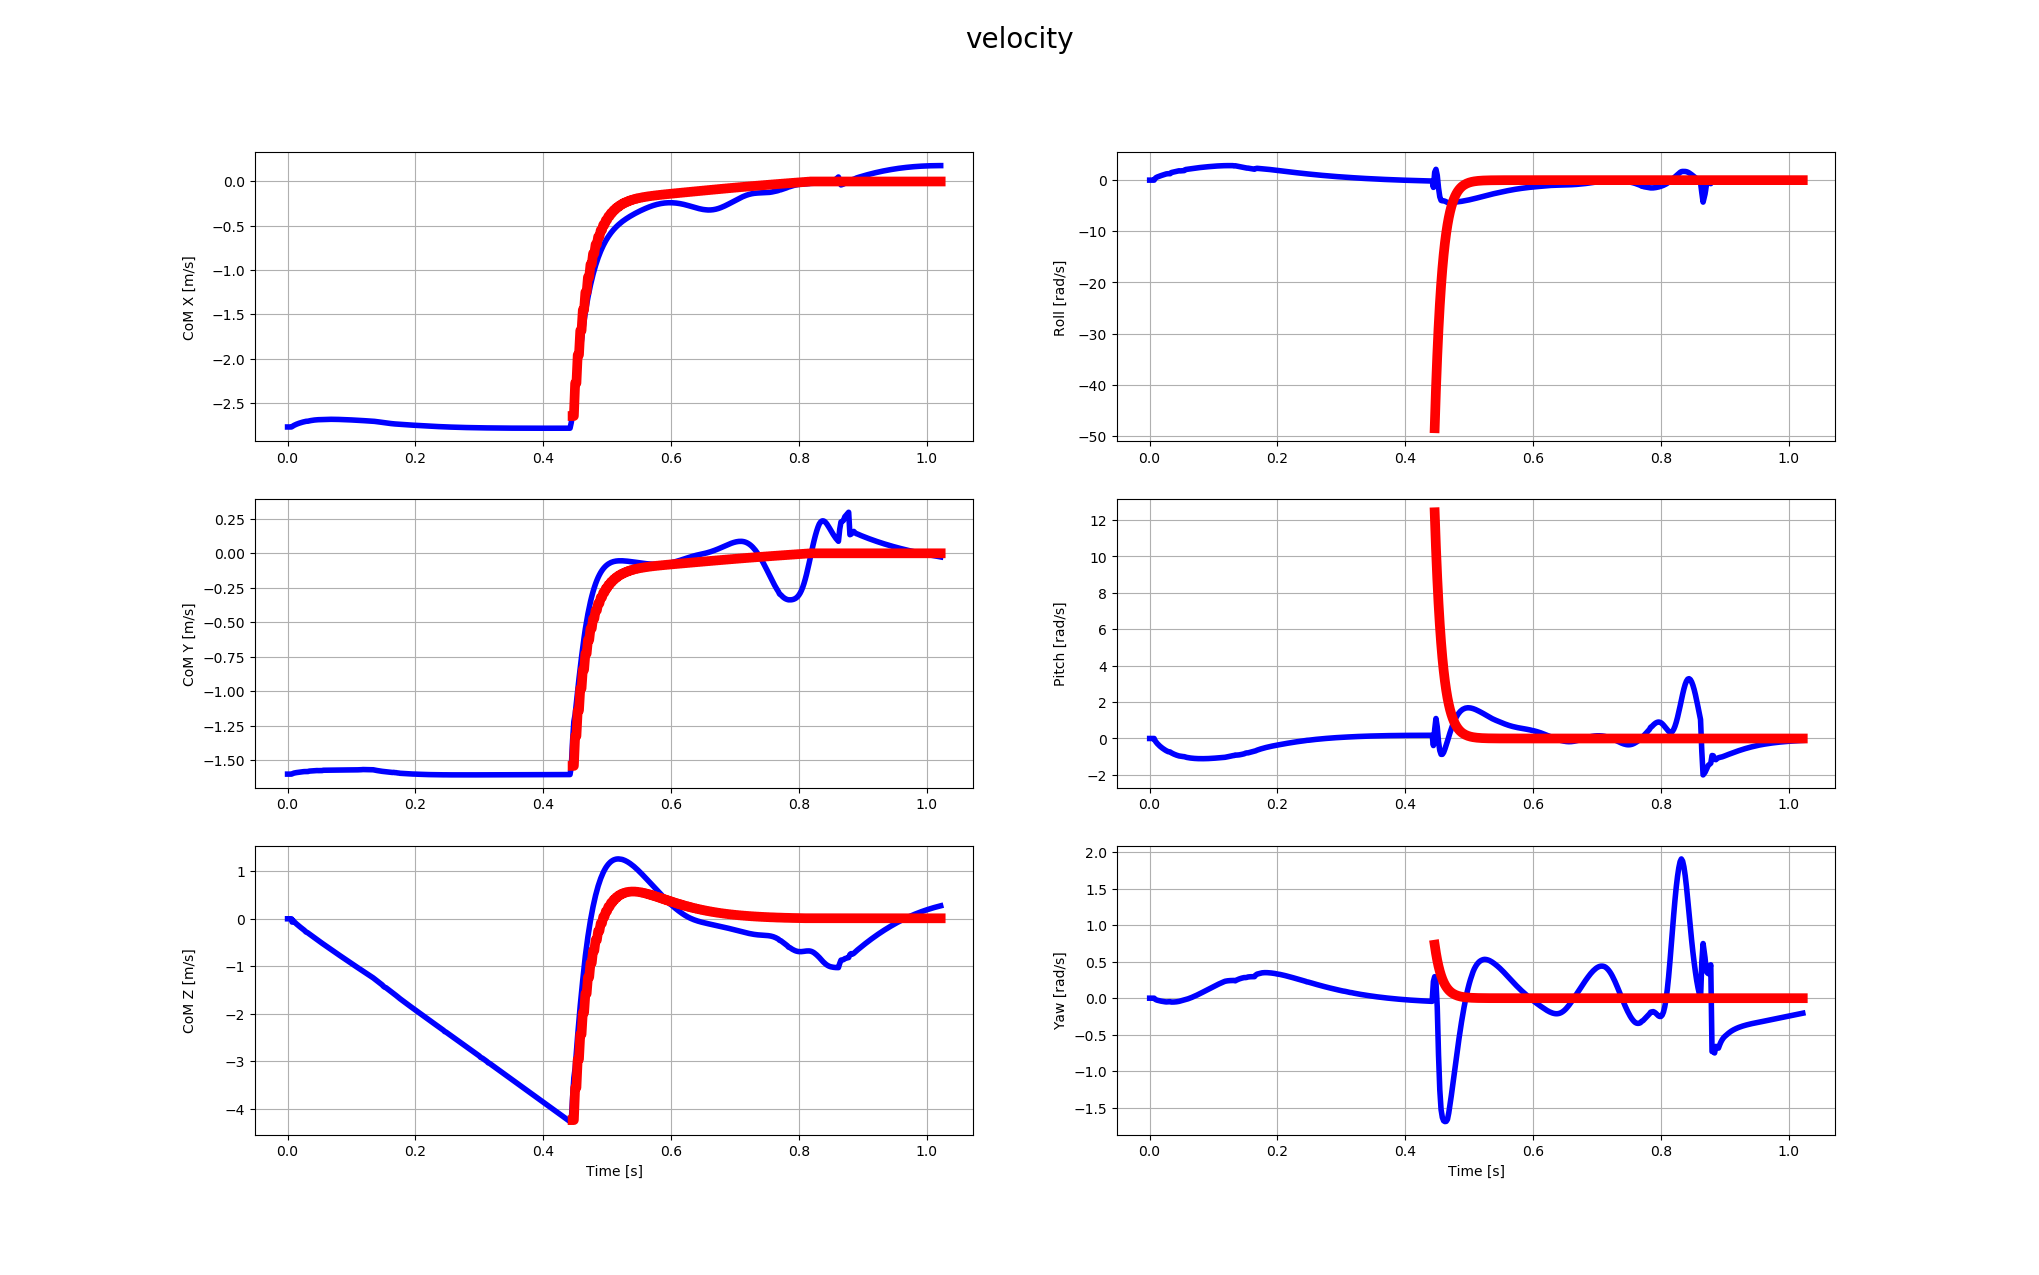 velocity
CoM X [m/s]
0.0
−0.5
−1.0
−1.5
−2.0
−2.5
0.0 0.2 0.4 0.6 0.8 1.0
Roll [rad/s]
0
−10
−20
−30
−40
−50
0.0 0.2 0.4 0.6 0.8 1.0
CoM Y [m/s]
0.25
0.00
−0.25
−0.50
−0.75
−1.00
−1.25
−1.50
0.0 0.2 0.4 0.6 0.8 1.0
Pitch [rad/s]
12
10
8
6
4
2
0
−2
0.0 0.2 0.4 0.6 0.8 1.0
CoM Z [m/s]
1
0
−1
−2
−3
−4
0.0 0.2 0.4 0.6 0.8 1.0
Time [s]
Yaw [rad/s]
2.0
1.5
1.0
0.5
0.0
−0.5
−1.0
−1.5
0.0 0.2 0.4 0.6 0.8 1.0
Time [s]